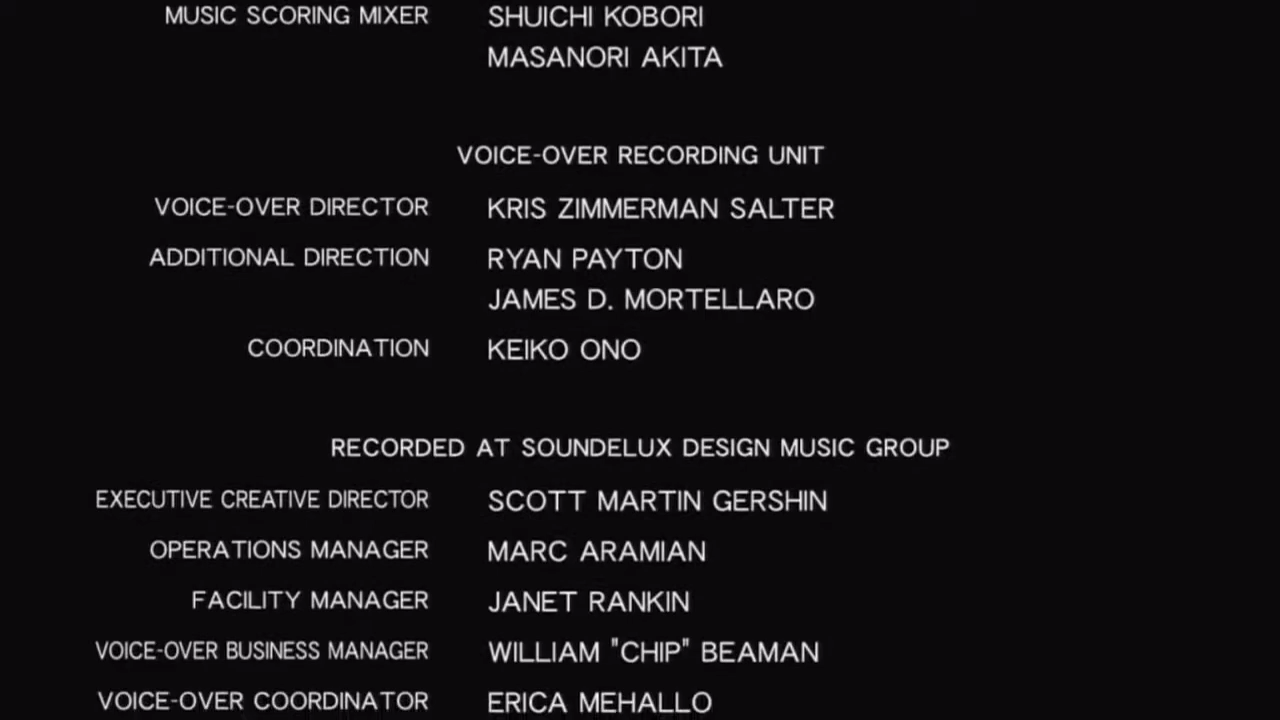 MUSIC SCORING MIXER SHUICHI KOBORI
MASANORI AKITA
VOICE-OVER RECORDING UNIT
VOICE-OVER DIRECTOR KRIS ZIMMERMAN SALTER
ADDITIONAL DIRECTION RYAN PAYTON
JAMES D. MORTELLARO
COORDINATION KEIKO ONO
RECORDED AT SOUNDELUX DESIGN MUSIC GROUP
EXECUTIVE CREATIVE DIRECTOR SCOTT MARTIN GERSHIN
OPERATIONS MANAGER MARC ARAMIAN
FACILITY MANAGER JANET RANKIN
VOICE-OVER BUSINESS MANAGER WILLIAM "CHIP" BEAMAN
VOICE-OVER COORDINATOR ERICA MEHALLO